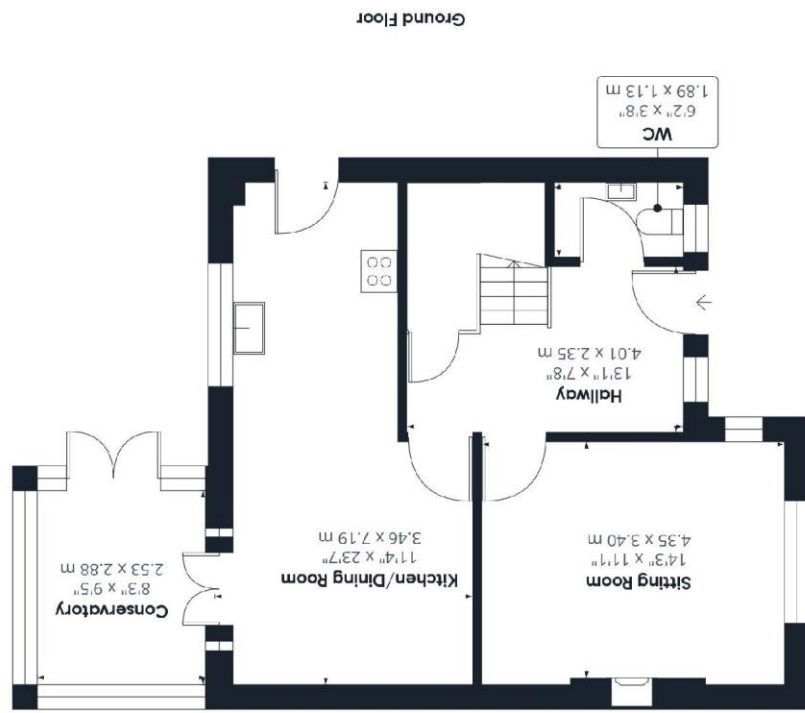 Sitting Room
14'3" x 11'1"
4.35 x 3.40 m
Kitchen/Dining Room
11'4" x 23'7"
3.46 x 7.19 m
Conservatory
8'3" x 9'5"
2.53 x 2.88 m
Hallway
13'1" x 7'8"
4.01 x 2.35 m
WC
6'2" x 3'8"
1.89 x 1.13 m
Ground Floor